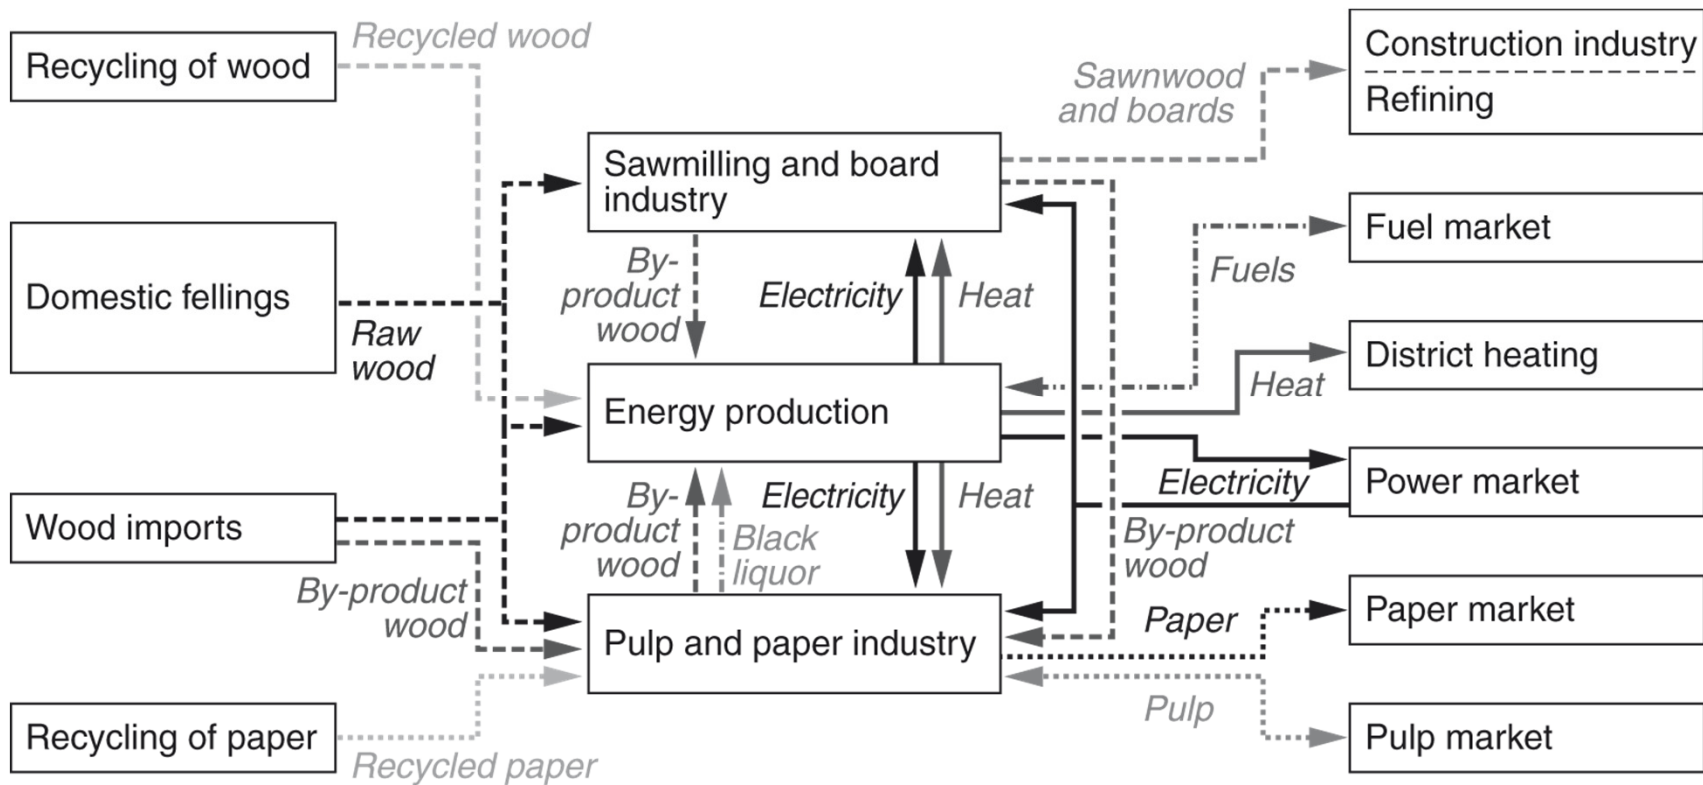 Recycling of wood
Recycled wood
Domestic fellings
Raw
wood
Wood imports
By-product
wood
Recycling of paper
Recycled paper
Sawmilling and board
industry
By-
product
wood
Electricity
Heat
Energy production
By-
product
wood
Black
liquor
Electricity
Heat
Pulp and paper industry
Sawnwood
and boards
Fuels
Heat
Electricity
By-product
wood
Paper
Pulp
Construction industry
Refining
Fuel market
District heating
Power market
Paper market
Pulp market